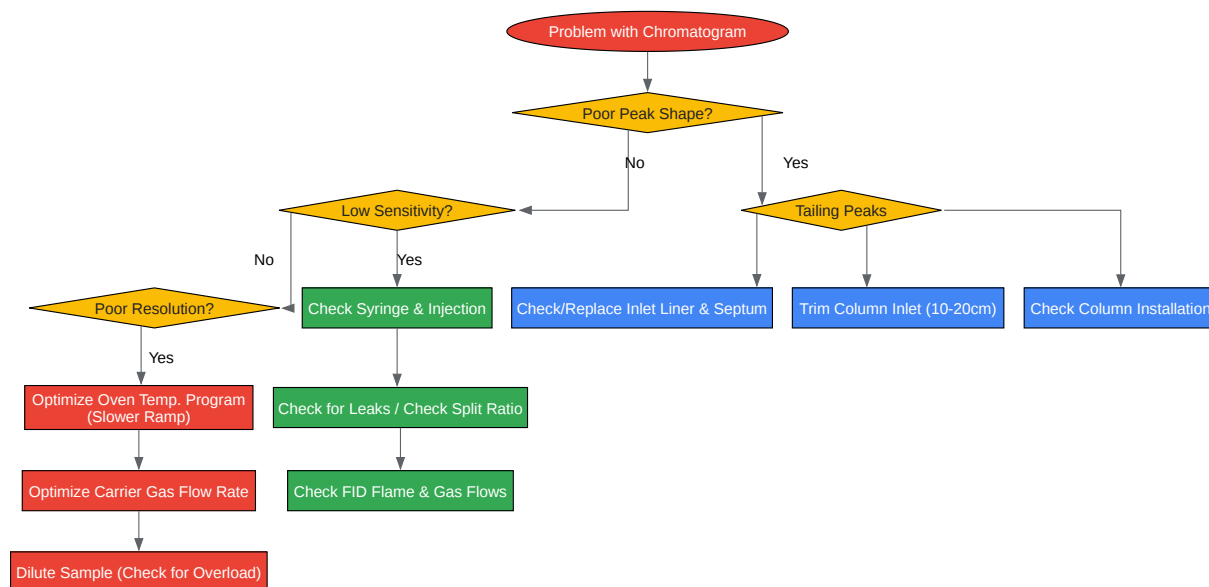 Problem with Chromatogram
Poor Peak Shape?
No
Yes
Low Sensitivity?
Tailing Peaks
No
Yes
Poor Resolution?
Check Syringe & Injection
Check/Replace Inlet Liner & Septum
Trim Column Inlet (10-20cm)
Check Column Installation
Yes
Optimize Oven Temp. Program
(Slower Ramp)
Check for Leaks / Check Split Ratio
Optimize Carrier Gas Flow Rate
Check FID Flame & Gas Flows
Dilute Sample (Check for Overload)